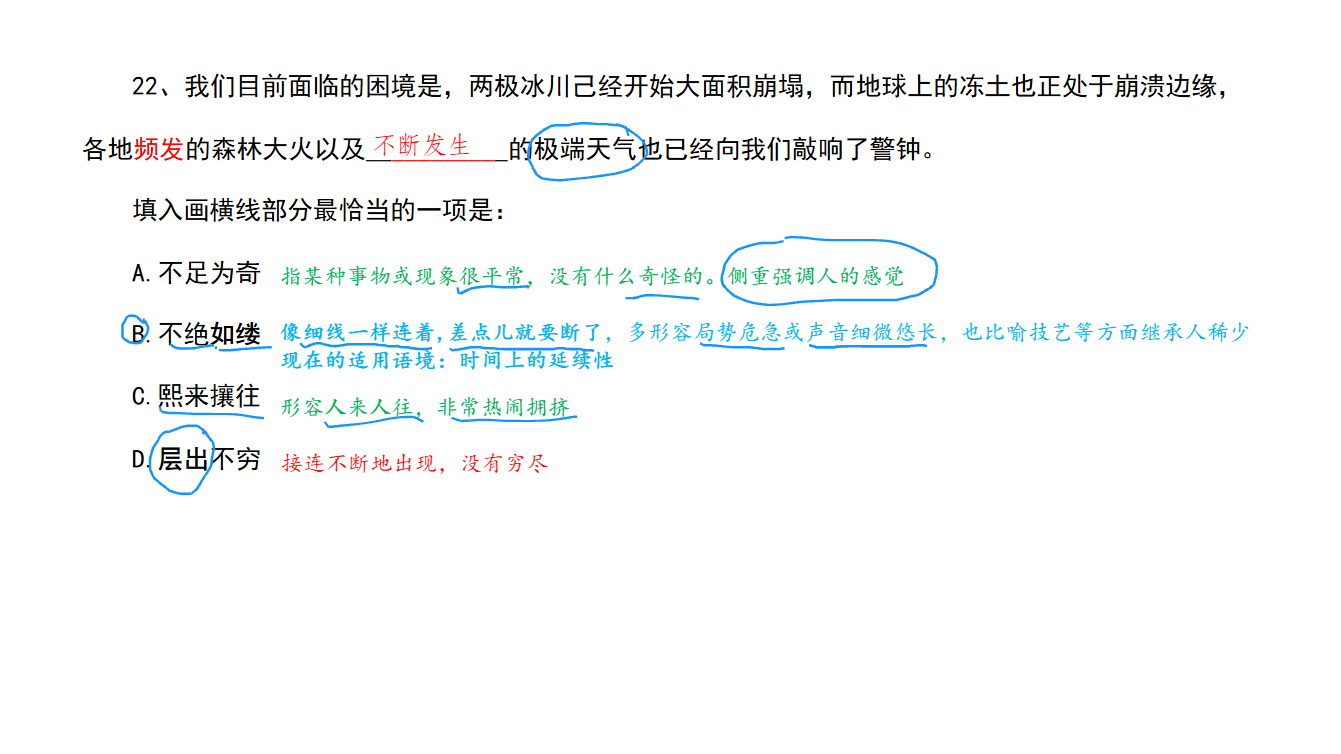 22、我们目前面临的困境是，两极冰川己经开始大面积崩塌，而地球上的冻土也正处于崩溃边缘，
各地频发的森林大火以及 不断发生 的极端天气也已经向我们敲响了警钟。
填入画横线部分最恰当的一项是：
A. 不足为奇 指某种事物或现象很平常，没有什么奇怪的。侧重强调人的感觉
B. 不绝如缕 像细线一样连着，差点儿就要断了，多形容局势危急或声音细微悠长，也比喻技艺等方面继承人稀少
现在的适用语境：时间上的延续性
C. 熙来攘往 形容人来人往，非常热闹拥挤
D. 层出不穷 接连不断地出现，没有穷尽